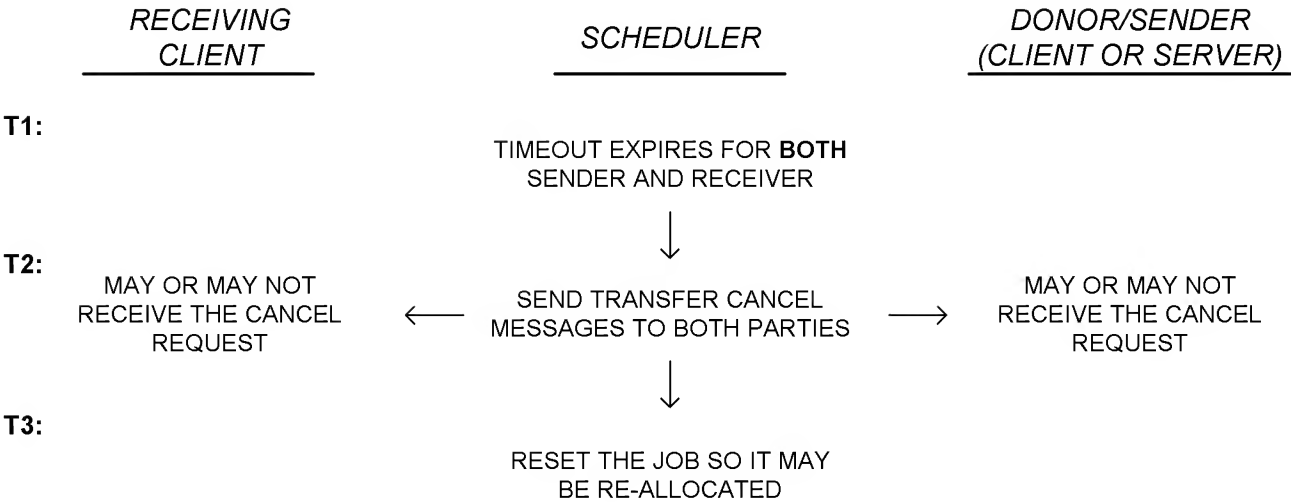 RECEIVING
CLIENT
SCHEDULER
DONOR/SENDER
(CLIENT OR SERVER)
T1:
TIMEOUT EXPIRES FOR BOTH
SENDER AND RECEIVER
T2:
MAY OR MAY NOT
RECEIVE THE CANCEL
REQUEST
SEND TRANSFER CANCEL
MESSAGES TO BOTH PARTIES
MAY OR MAY NOT
RECEIVE THE CANCEL
REQUEST
T3:
RESET THE JOB SO IT MAY
BE RE-ALLOCATED